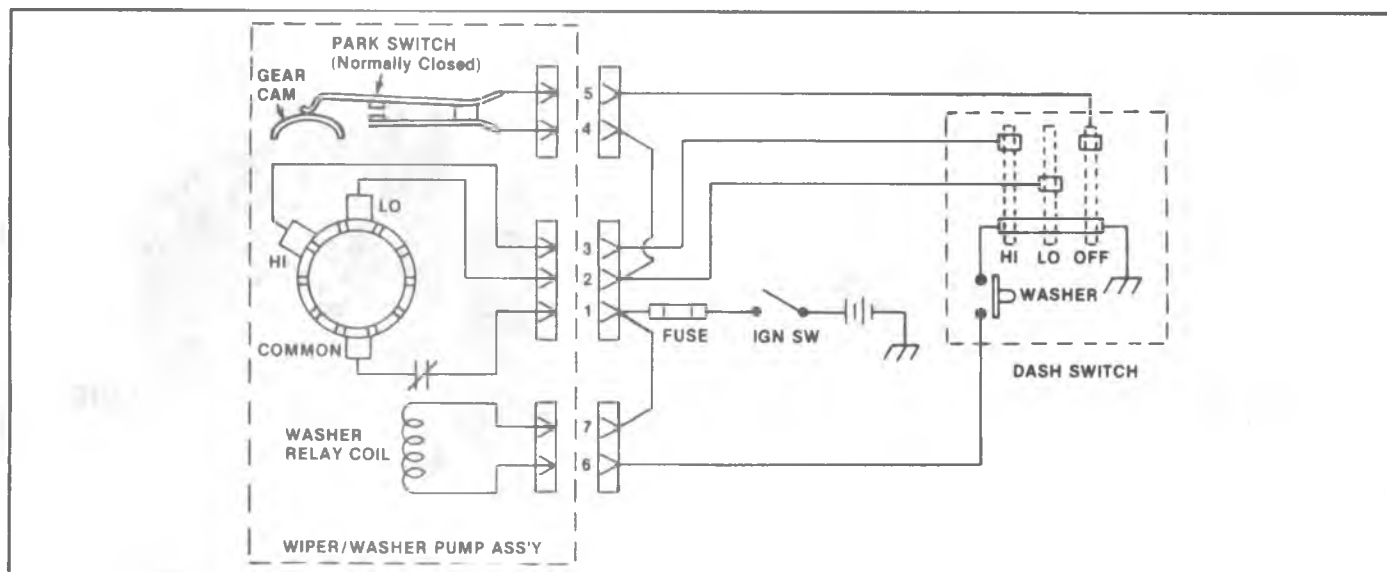 PARK SWITCH
(Normally Closed)
GEAR
CAM
5
4
LO
HI
3
2
1
COMMON
FUSE
IGN SW
HI LO OFF
WASHER
DASH SWITCH
WASHER
RELAY COIL
7
6
WIPER/WASHER PUMP ASS'Y